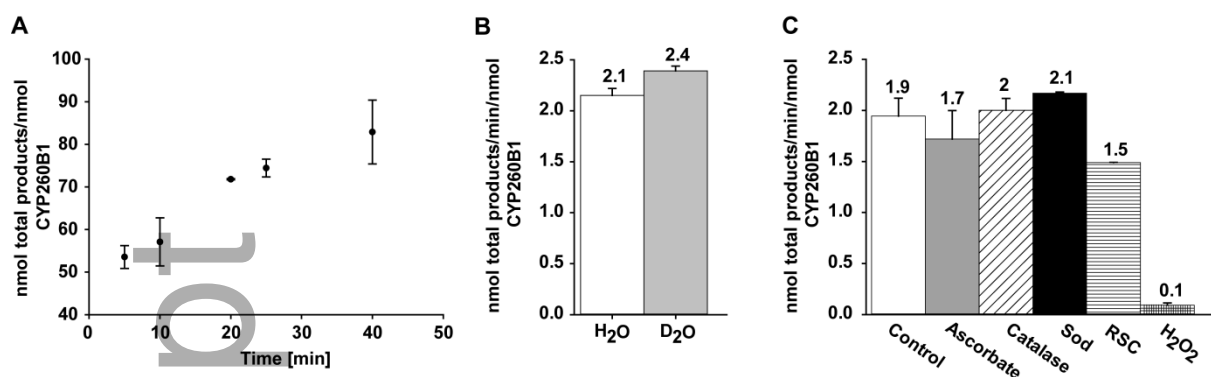 A
nmol total products/nmol
CYP260B1
100
90
80
70
60
50
40
0
10
20
30
40
50
Time [min]
B
nmol total products/min/nmol
CYP260B1
2.5
2.0
1.5
1.0
0.5
0.0
2.1
2.4
H₂O
D₂O
C
nmol total products/min/nmol
CYP260B1
2.5
2.0
1.5
1.0
0.5
0.0
1.9
1.7
2
2.1
1.5
0.1
Control
Ascorbate
Catalase
Sod
RSC
H₂O₂